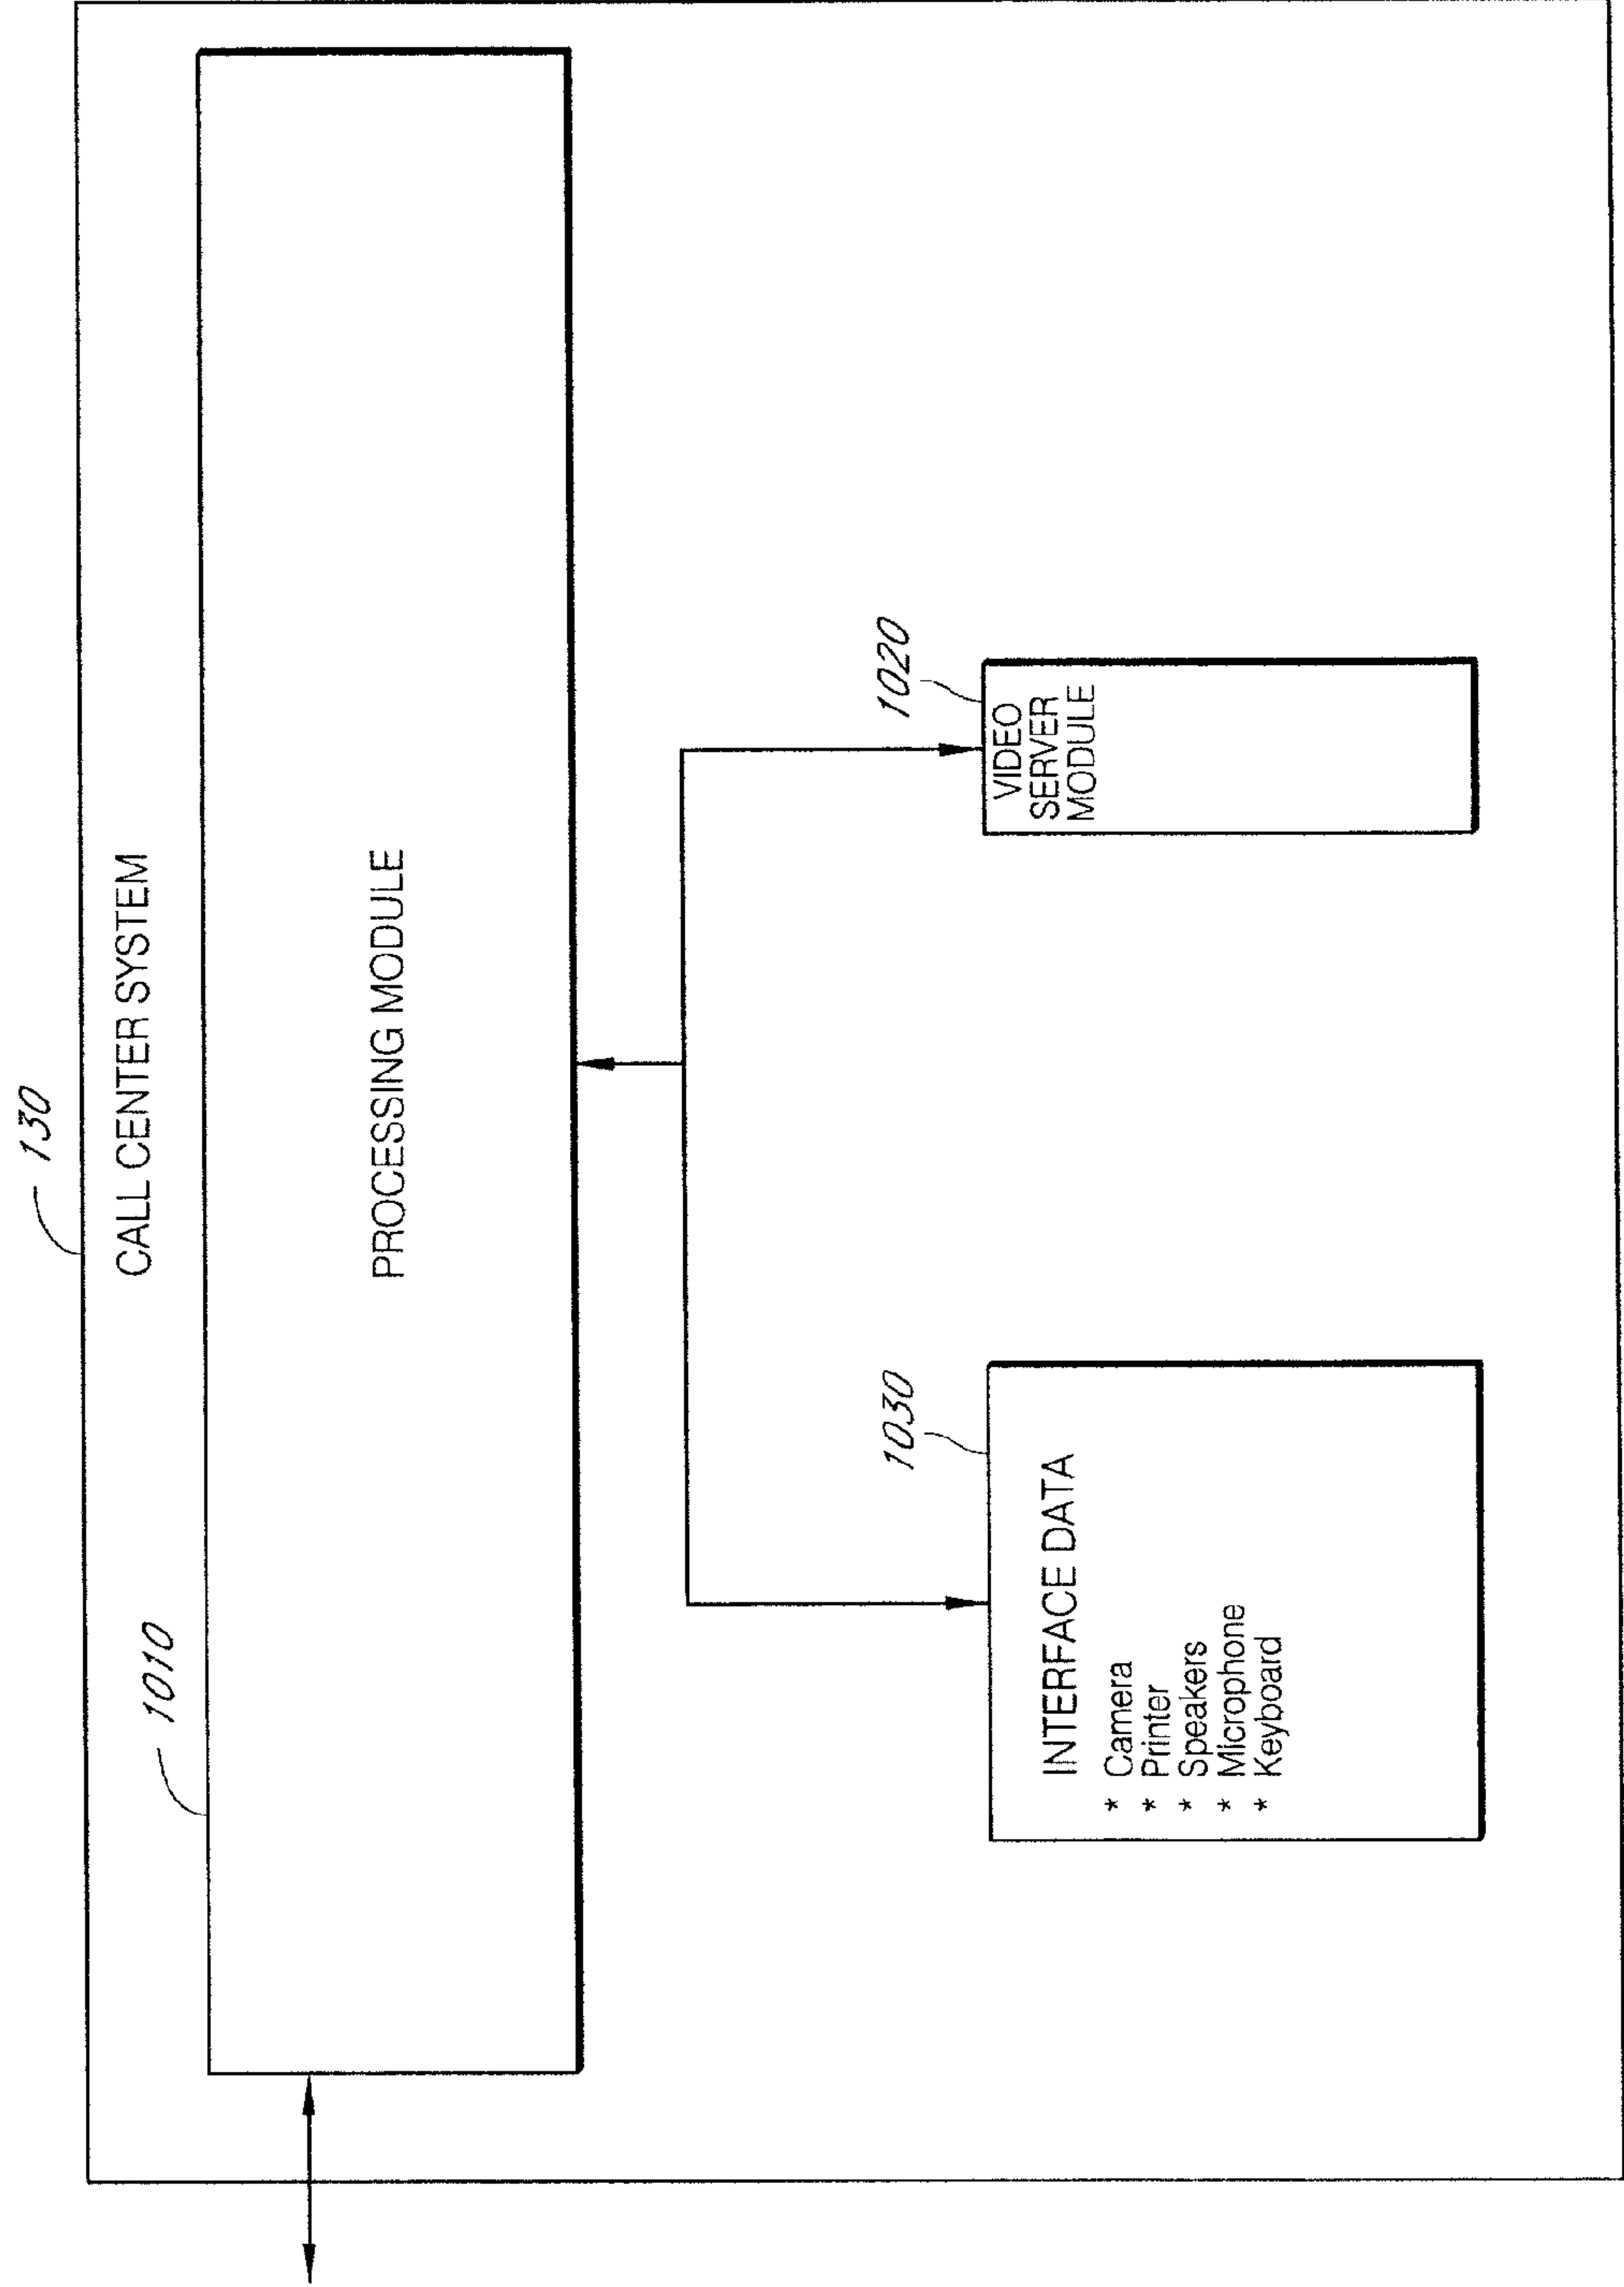 130
CALL CENTER SYSTEM
1010
PROCESSING MODULE
1030
INTERFACE DATA
* Camera
* Printer
* Speakers
* Microphone
* Keyboard
1020
VIDEO
SERVER
MODULE